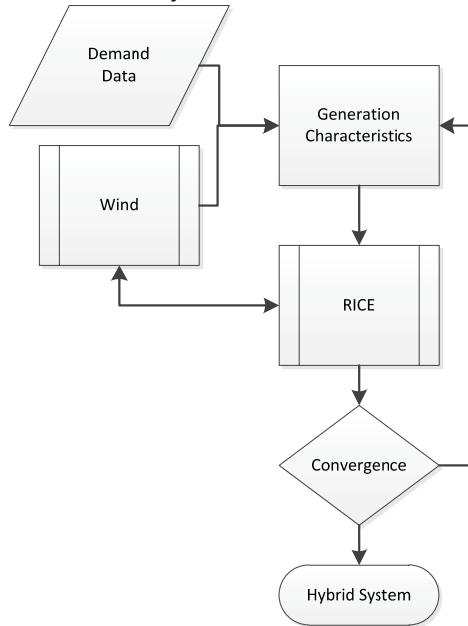 Demand
Data
Generation
Characteristics
Wind
RICE
Convergence
Hybrid System